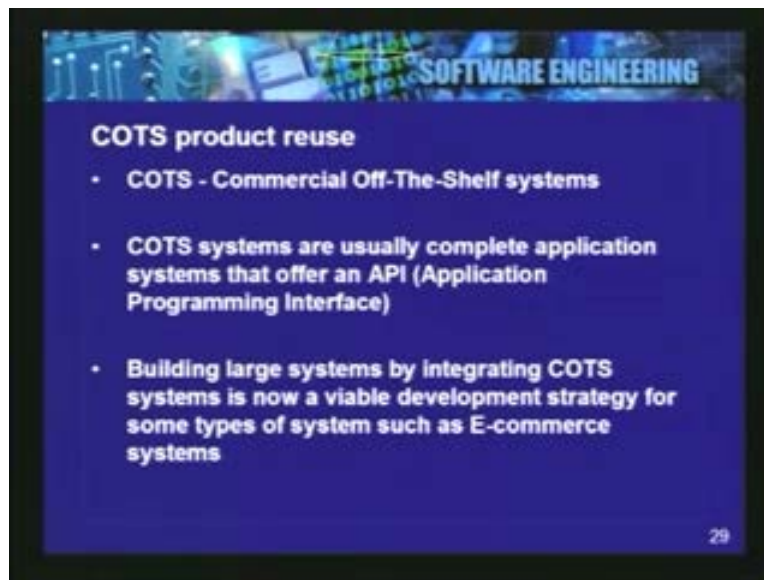 SOFTWARE ENGINEERING
COTS product reuse
• COTS - Commercial Off-The-Shelf systems
• COTS systems are usually complete application
systems that offer an API (Application
Programming Interface)
• Building large systems by integrating COTS
systems is now a viable development strategy for
some types of system such as E-commerce
systems
29